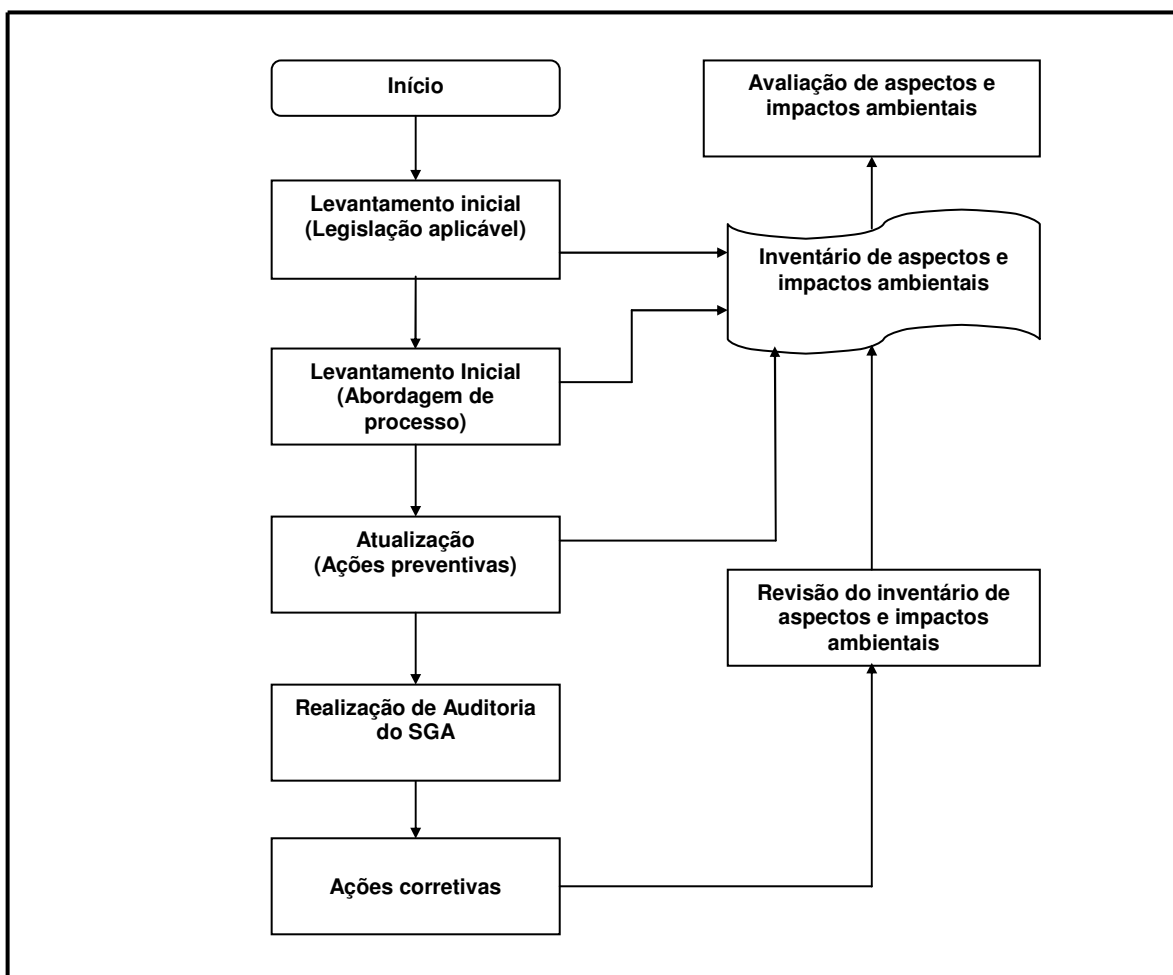 Início
Avaliação de aspectos e
impactos ambientais
Levantamento inicial
(Legislação aplicável)
Inventário de aspectos e
impactos ambientais
Levantamento Inicial
(Abordagem de
processo)
Atualização
(Ações preventivas)
Revisão do inventário de
aspectos e impactos
ambientais
Realização de Auditoria
do SGA
Ações corretivas